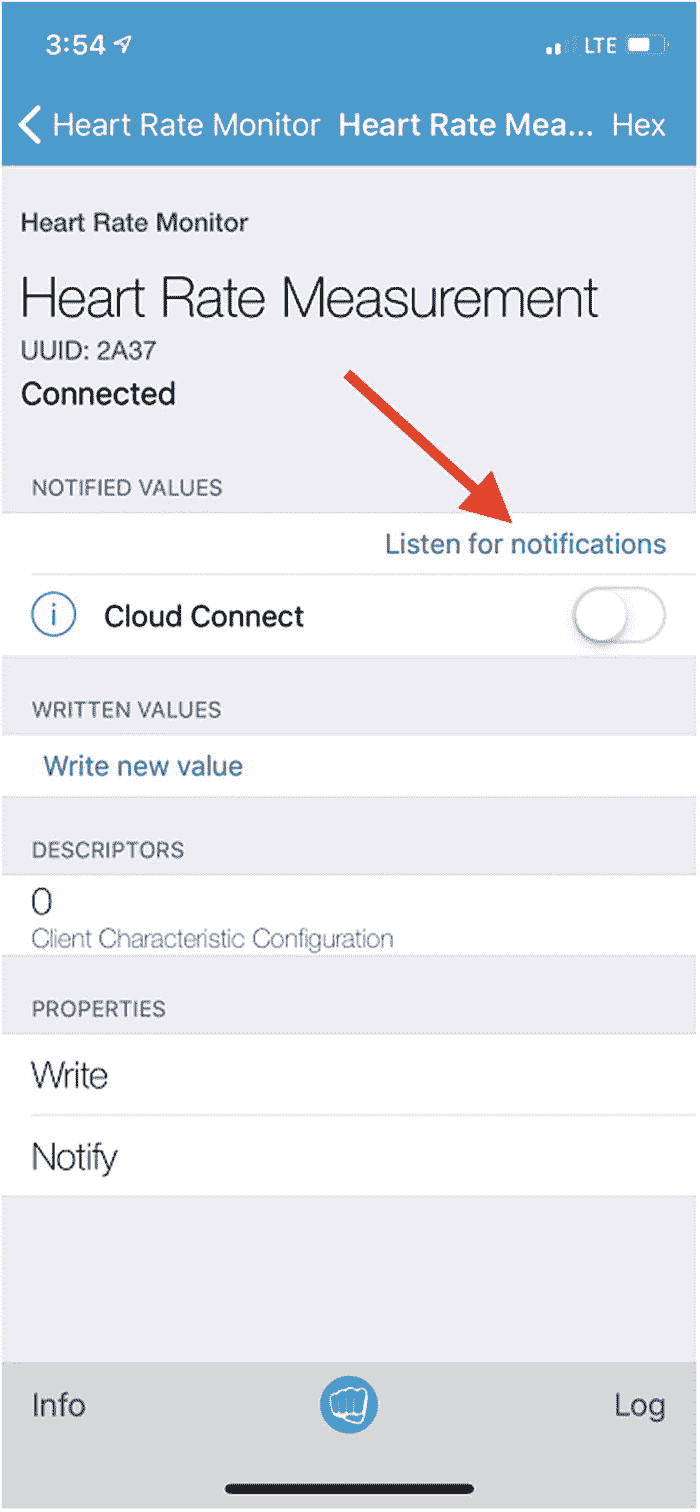 3:54 LTE
Heart Rate Monitor Heart Rate Mea... Hex
Heart Rate Monitor
Heart Rate Measurement
UUID: 2A37
Connected
NOTIFIED VALUES
Listen for notifications
i Cloud Connect
WRITTEN VALUES
Write new value
DESCRIPTORS
0
Client Characteristic Configuration
PROPERTIES
Write
Notify
Info Log